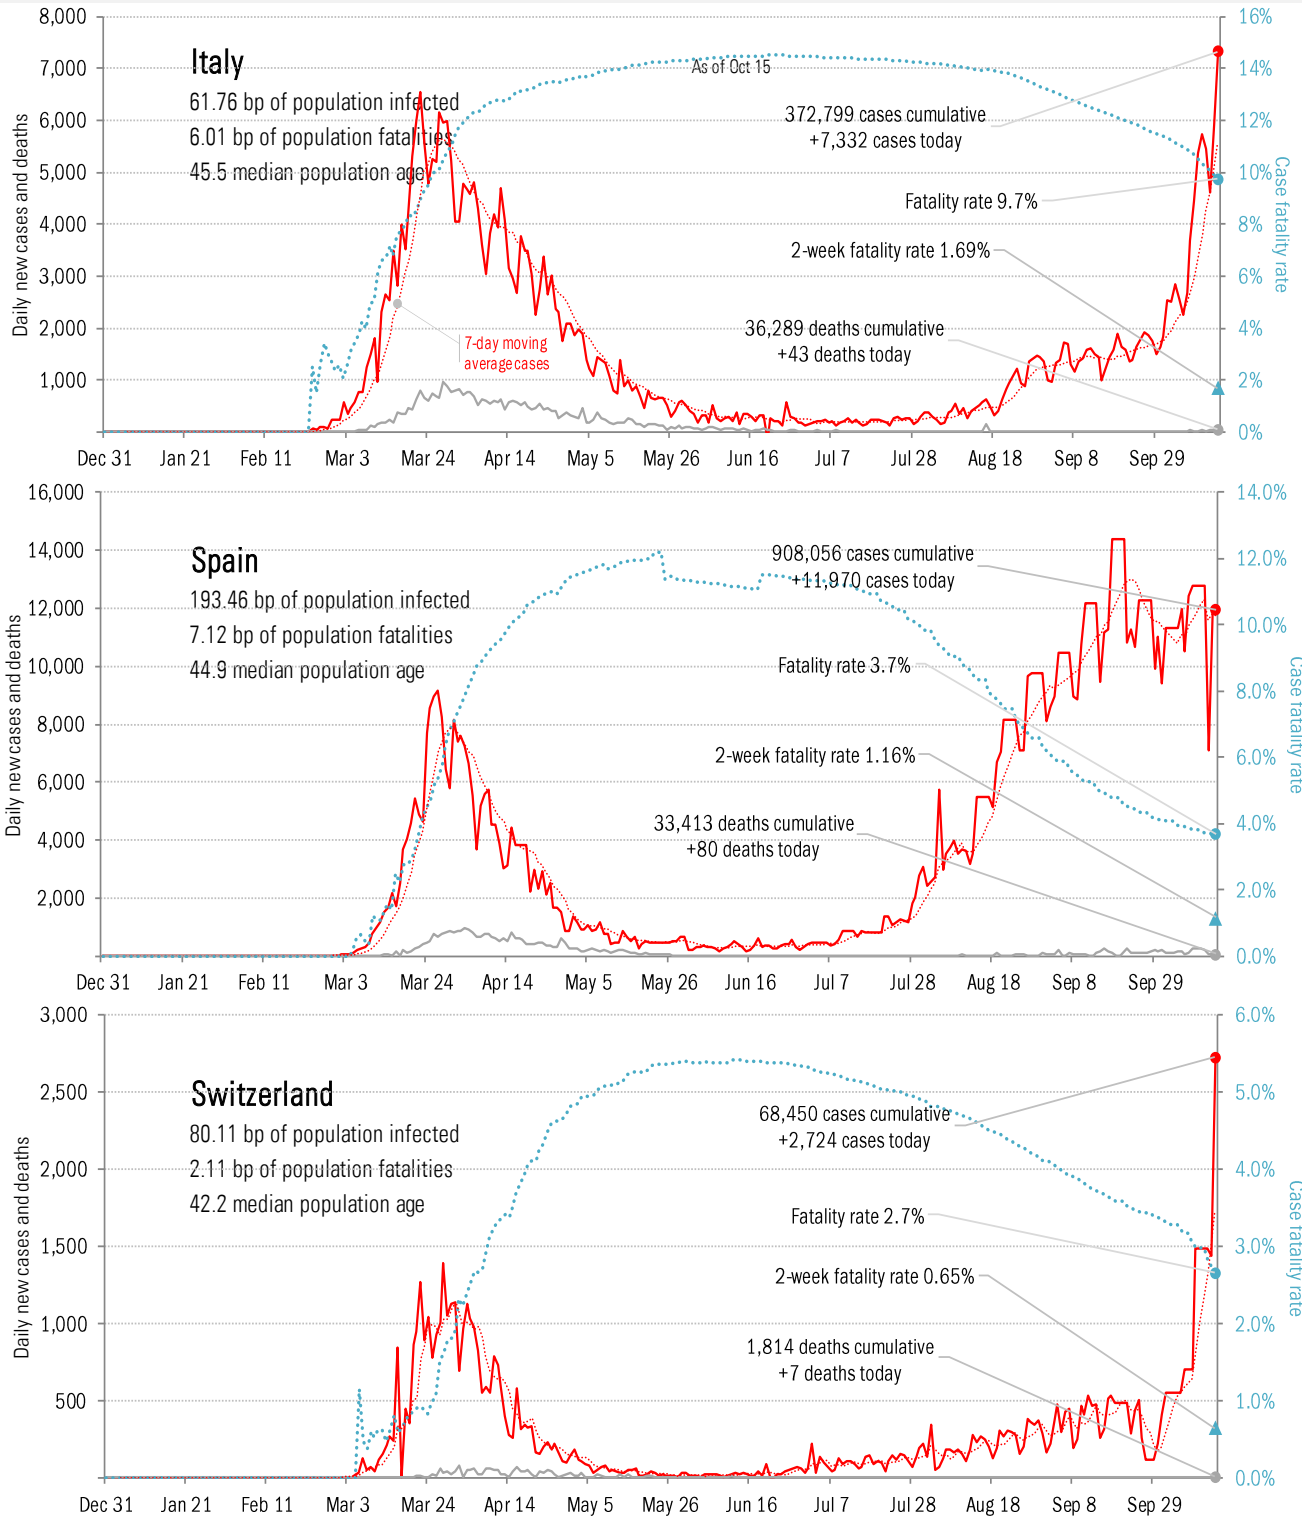 8,000
7,000
6,000
5,000
4,000
3,000
2,000
1,000
Daily new cases and deaths
16%
14%
12%
10%
8%
6%
4%
2%
0%
Case fatality rate
Italy
61.76 bp of population infected
6.01 bp of population fatalities
45.5 median population age
As of Oct 15
372,799 cases cumulative
+7,332 cases today
Fatality rate 9.7%
2-week fatality rate 1.69%
36,289 deaths cumulative
+43 deaths today
7-day moving
average cases
Dec 31 Jan 21 Feb 11 Mar 3 Mar 24 Apr 14 May 5 May 26 Jun 16 Jul 7 Jul 28 Aug 18 Sep 8 Sep 29
16,000
14,000
12,000
10,000
8,000
6,000
4,000
2,000
Daily new cases and deaths
14.0%
12.0%
10.0%
8.0%
6.0%
4.0%
2.0%
0.0%
Case fatality rate
Spain
193.46 bp of population infected
7.12 bp of population fatalities
44.9 median population age
908,056 cases cumulative
+11,970 cases today
Fatality rate 3.7%
2-week fatality rate 1.16%
33,413 deaths cumulative
+80 deaths today
Dec 31 Jan 21 Feb 11 Mar 3 Mar 24 Apr 14 May 5 May 26 Jun 16 Jul 7 Jul 28 Aug 18 Sep 8 Sep 29
3,000
2,500
2,000
1,500
1,000
500
Daily new cases and deaths
6.0%
5.0%
4.0%
3.0%
2.0%
1.0%
0.0%
Case fatality rate
Switzerland
80.11 bp of population infected
2.11 bp of population fatalities
42.2 median population age
68,450 cases cumulative
+2,724 cases today
Fatality rate 2.7%
2-week fatality rate 0.65%
1,814 deaths cumulative
+7 deaths today
Dec 31 Jan 21 Feb 11 Mar 3 Mar 24 Apr 14 May 5 May 26 Jun 16 Jul 7 Jul 28 Aug 18 Sep 8 Sep 29